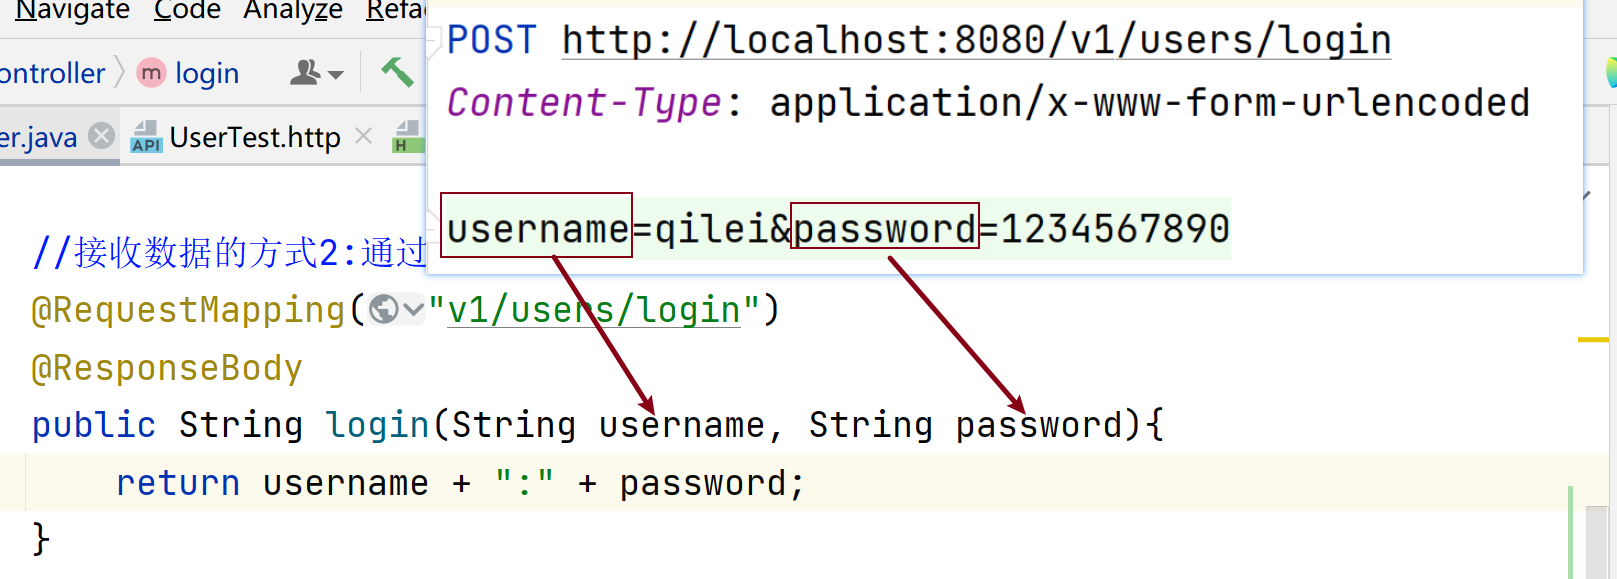 Navigate Code Analyze Refa
ontroller login
er.java UserTest.http
POST http://localhost:8080/v1/users/login
Content-Type: application/x-www-form-urlencoded
username=qilei&password=1234567890
//接收数据的方式2:通过
@RequestMapping("v1/users/login")
@ResponseBody
public String login(String username, String password){
return username + ":" + password;
}